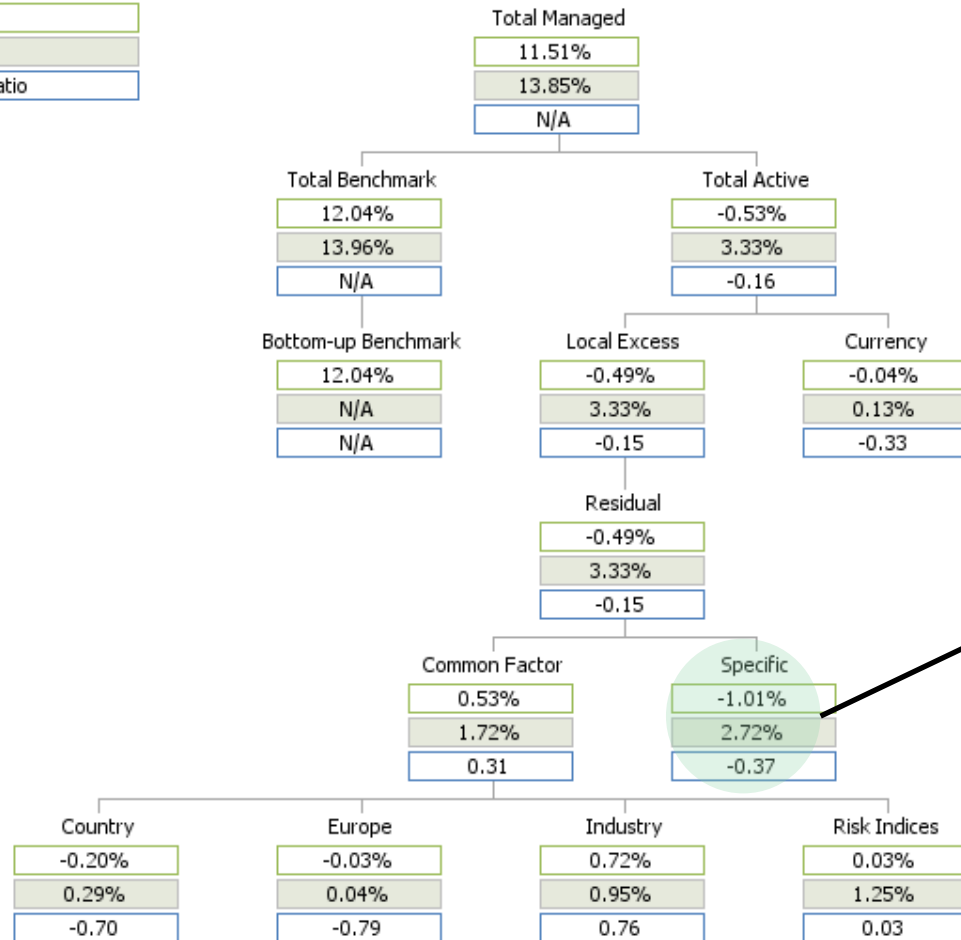 Total Managed
11.51%
13.85%
atio
N/A
Total Benchmark Total Active
12.04% -0.53%
13.96% 3.33%
N/A -0.16
Bottom-up Benchmark Local Excess Currency
12.04% -0.49% -0.04%
N/A 3.33% 0.13%
N/A -0.15 -0.33
Residual
-0.49%
3.33%
-0.15
Common Factor Specific
0.53% -1.01%
1.72% 2.72%
0.31 -0.37
Country Europe Industry Risk Indices
-0.20% -0.03% 0.72% 0.03%
0.29% 0.04% 0.95% 1.25%
-0.70 -0.79 0.76 0.03